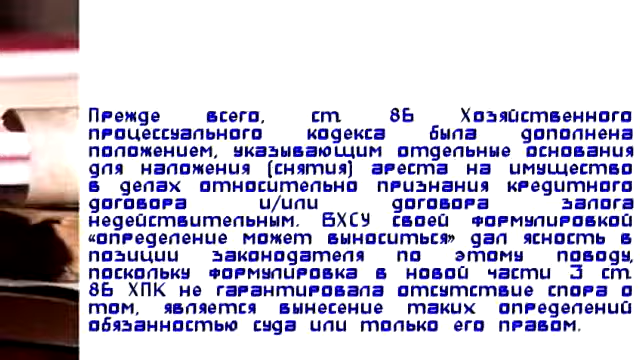 Прежде всего, ст. 86 Хозяйственного
процессуального кодекса была дополнена
положением, указывающим отдельные основания
для наложения (снятия) ареста на имущество
в делах относительно признания кредитного
договора и/или договора залога
недействительным. ВХСУ своей формулировкой
«определение может выноситься» дал ясность в
позиции законодателя по этому поводу,
поскольку формулировка в новой части 3 ст.
86 ХПК не гарантировала отсутствие спора о
том, является вынесение таких определений
обязанностью суда или только его правом.